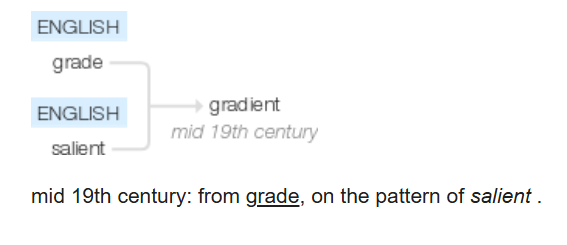 ENGLISH
grade
ENGLISH
salient
gradient
mid 19th century
mid 19th century: from grade, on the pattern of salient .